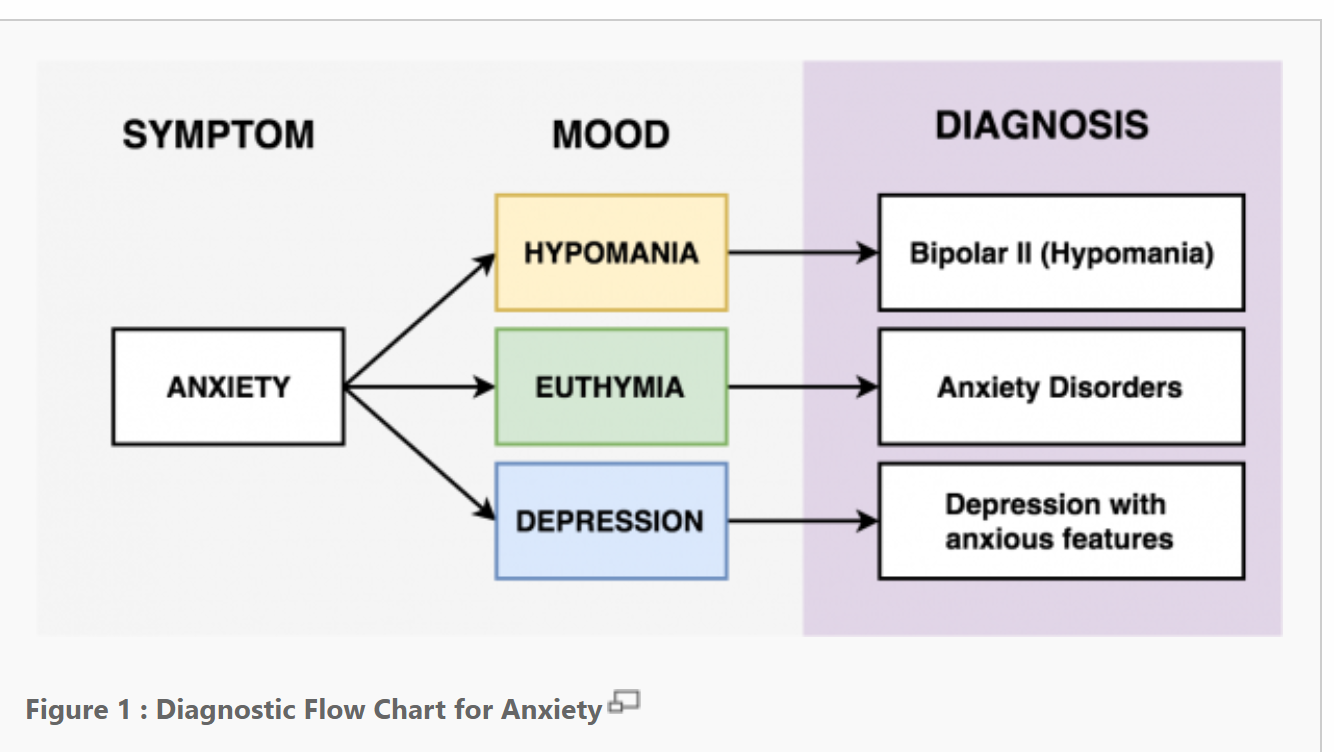 SYMPTOM
MOOD
DIAGNOSIS
HYPOMANIA
Bipolar II (Hypomania)
ANXIETY
EUTHYMIA
Anxiety Disorders
DEPRESSION
Depression with
anxious features
Figure 1 : Diagnostic Flow Chart for Anxiety